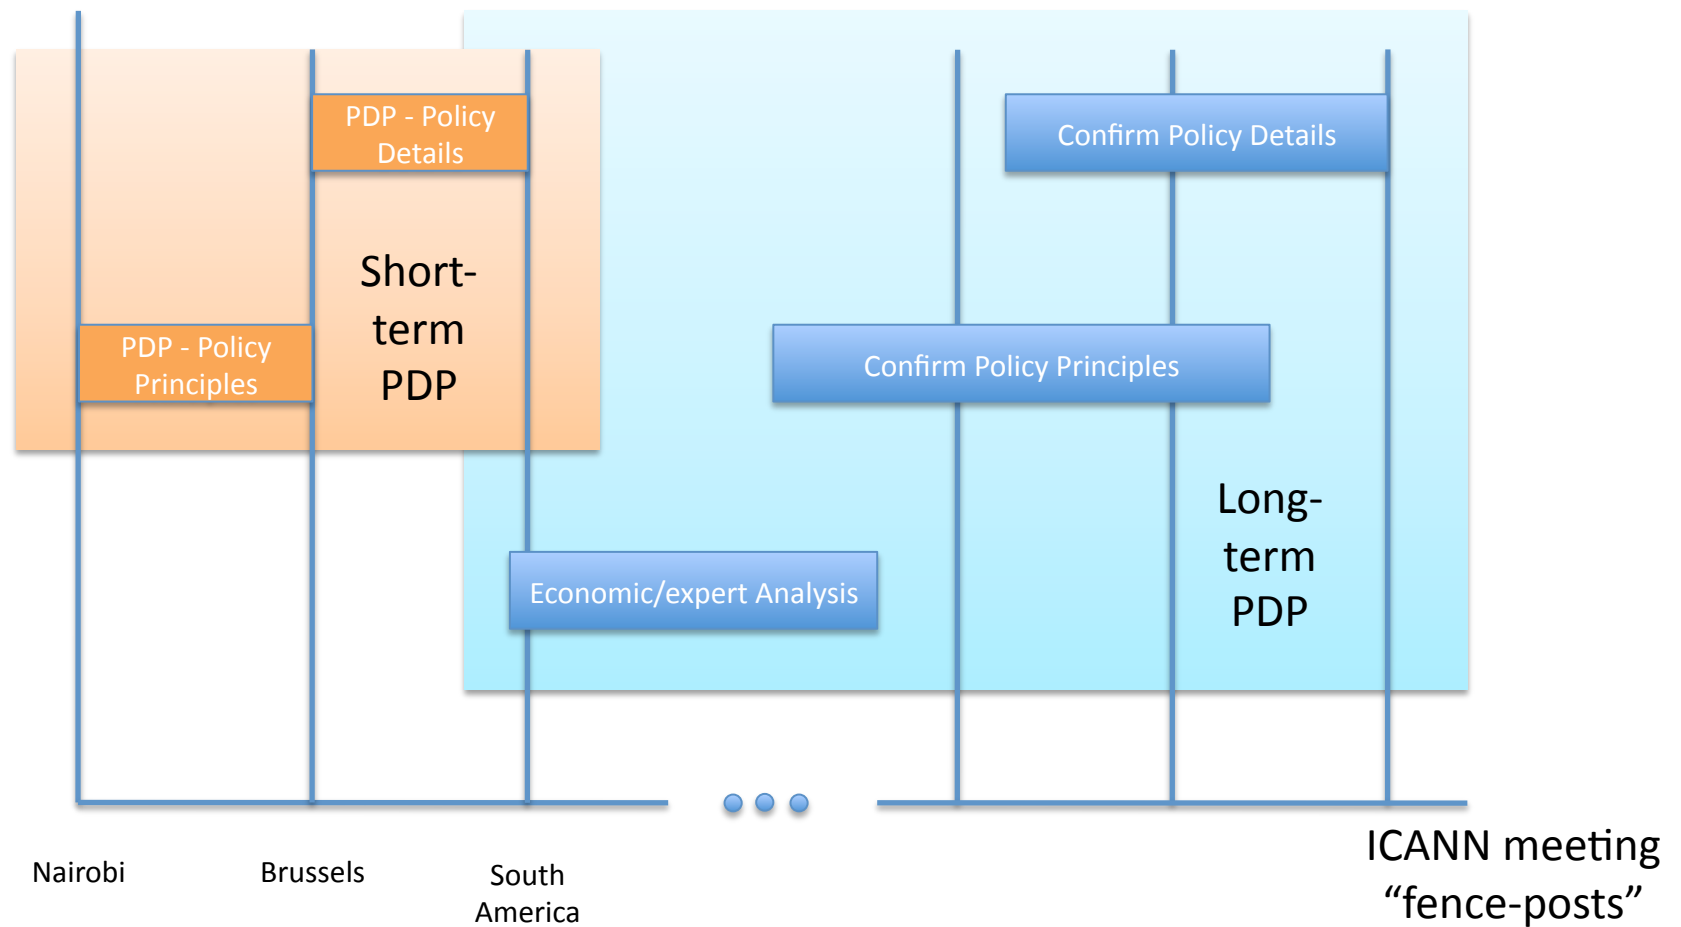 PDP - Policy
Details
Confirm Policy Details
Short-
term
PDP
PDP - Policy
Principles
Confirm Policy Principles
Long-
term
PDP
Economic/expert Analysis
Nairobi
Brussels
South
America
ICANN meeting
“fence-posts”